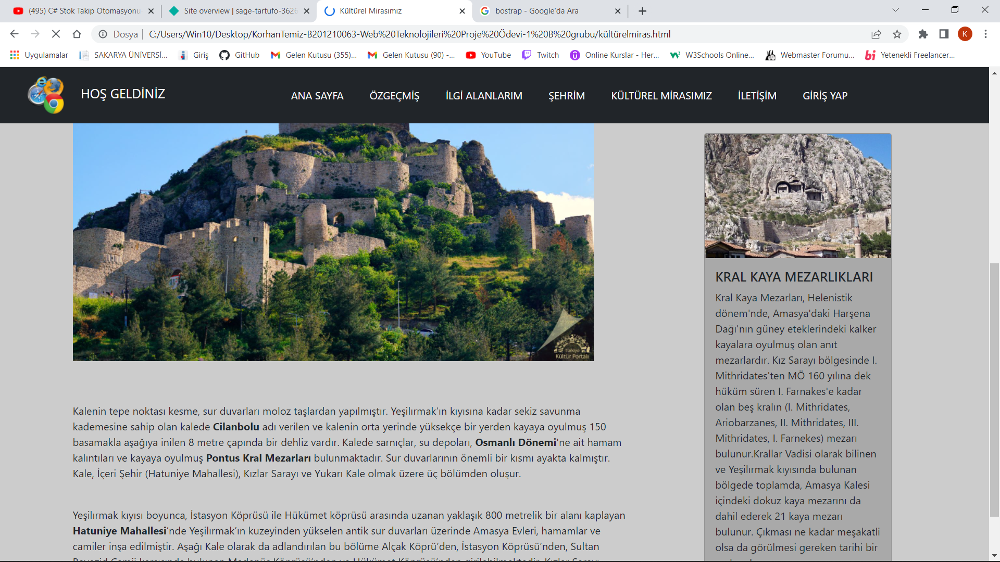 (495) C# Stok Takip Otomasyonu
Site overview | sage-tartufo-3626
Kültürel Mirasımız
bostrap - Google'da Ara
Dosya | C:/Users/Win10/Desktop/KorhanTemiz-B201210063-Web%20Teknolojileri%20Proje%20Ödevi-1%20B%20grubu/kültürelmiras.html
K
Uygulamalar
SAKARYA ÜNİVERSİ...
Giriş
GitHub
Gelen Kutusu (355)...
Gelen Kutusu (90) -...
YouTube
Twitch
Online Kurslar - Her...
W3Schools Online...
Webmaster Forumu...
Yetenekli Freelancer...
HOŞ GELDİNİZ
ANA SAYFA
ÖZGEÇMİŞ
İLGİ ALANLARIM
ŞEHRİM
KÜLTÜREL MİRASIMIZ
İLETİŞİM
GİRİŞ YAP
Türkiye
Kültür Portalı
Kalenin tepe noktası kesme, sur duvarları moloz taşlardan yapılmıştır. Yeşilırmak’ın kıyısına kadar sekiz savunma
kademesine sahip olan kalede Cilanbolu adı verilen ve kalenin orta yerinde yüksekçe bir yerden kayaya oyulmuş 150
basamakla aşağıya inilen 8 metre çapında bir dehliz vardır. Kalede sarnıçlar, su depoları, Osmanlı Dönemi'ne ait hamam
kalıntıları ve kayaya oyulmuş Pontus Kral Mezarları bulunmaktadır. Sur duvarlarının önemli bir kısmı ayakta kalmıştır.
Kale, İçeri Şehir (Hatuniye Mahallesi), Kızlar Sarayı ve Yukarı Kale olmak üzere üç bölümden oluşur.
Yeşilırmak kıyısı boyunca, İstasyon Köprüsü ile Hükümet köprüsü arasında uzanan yaklaşık 800 metrelik bir alanı kaplayan
Hatuniye Mahallesi’nde Yeşilırmak’ın kuzeyinden yükselen antik sur duvarları üzerinde Amasya Evleri, hamamlar ve
camiler inşa edilmiştir. Aşağı Kale olarak da adlandırılan bu bölüme Alçak Köprü’den, İstasyon Köprüsü’nden, Sultan
KRAL KAYA MEZARLIKLARI
Kral Kaya Mezarları, Helenistik
dönem'nde, Amasya'daki Harşena
Dağı'nın güney eteklerindeki kalker
kayalara oyulmuş olan anıt
mezarlardır. Kız Sarayı bölgesinde I.
Mithridates'ten MÖ 160 yılına dek
hüküm süren I. Farnakes'e kadar
olan beş kralın (I. Mithridates,
Ariobarzanes, II. Mithridates, III.
Mithridates, I. Farnekes) mezarı
bulunur.Krallar Vadisi olarak bilinen
ve Yeşilırmak kıyısında bulunan
bölgede toplamda, Amasya Kalesi
içindeki dokuz kaya mezarını da
dahil ederek 21 kaya mezarı
bulunur. Çıkması ne kadar meşakatli
olsa da görülmesi gereken tarihi bir